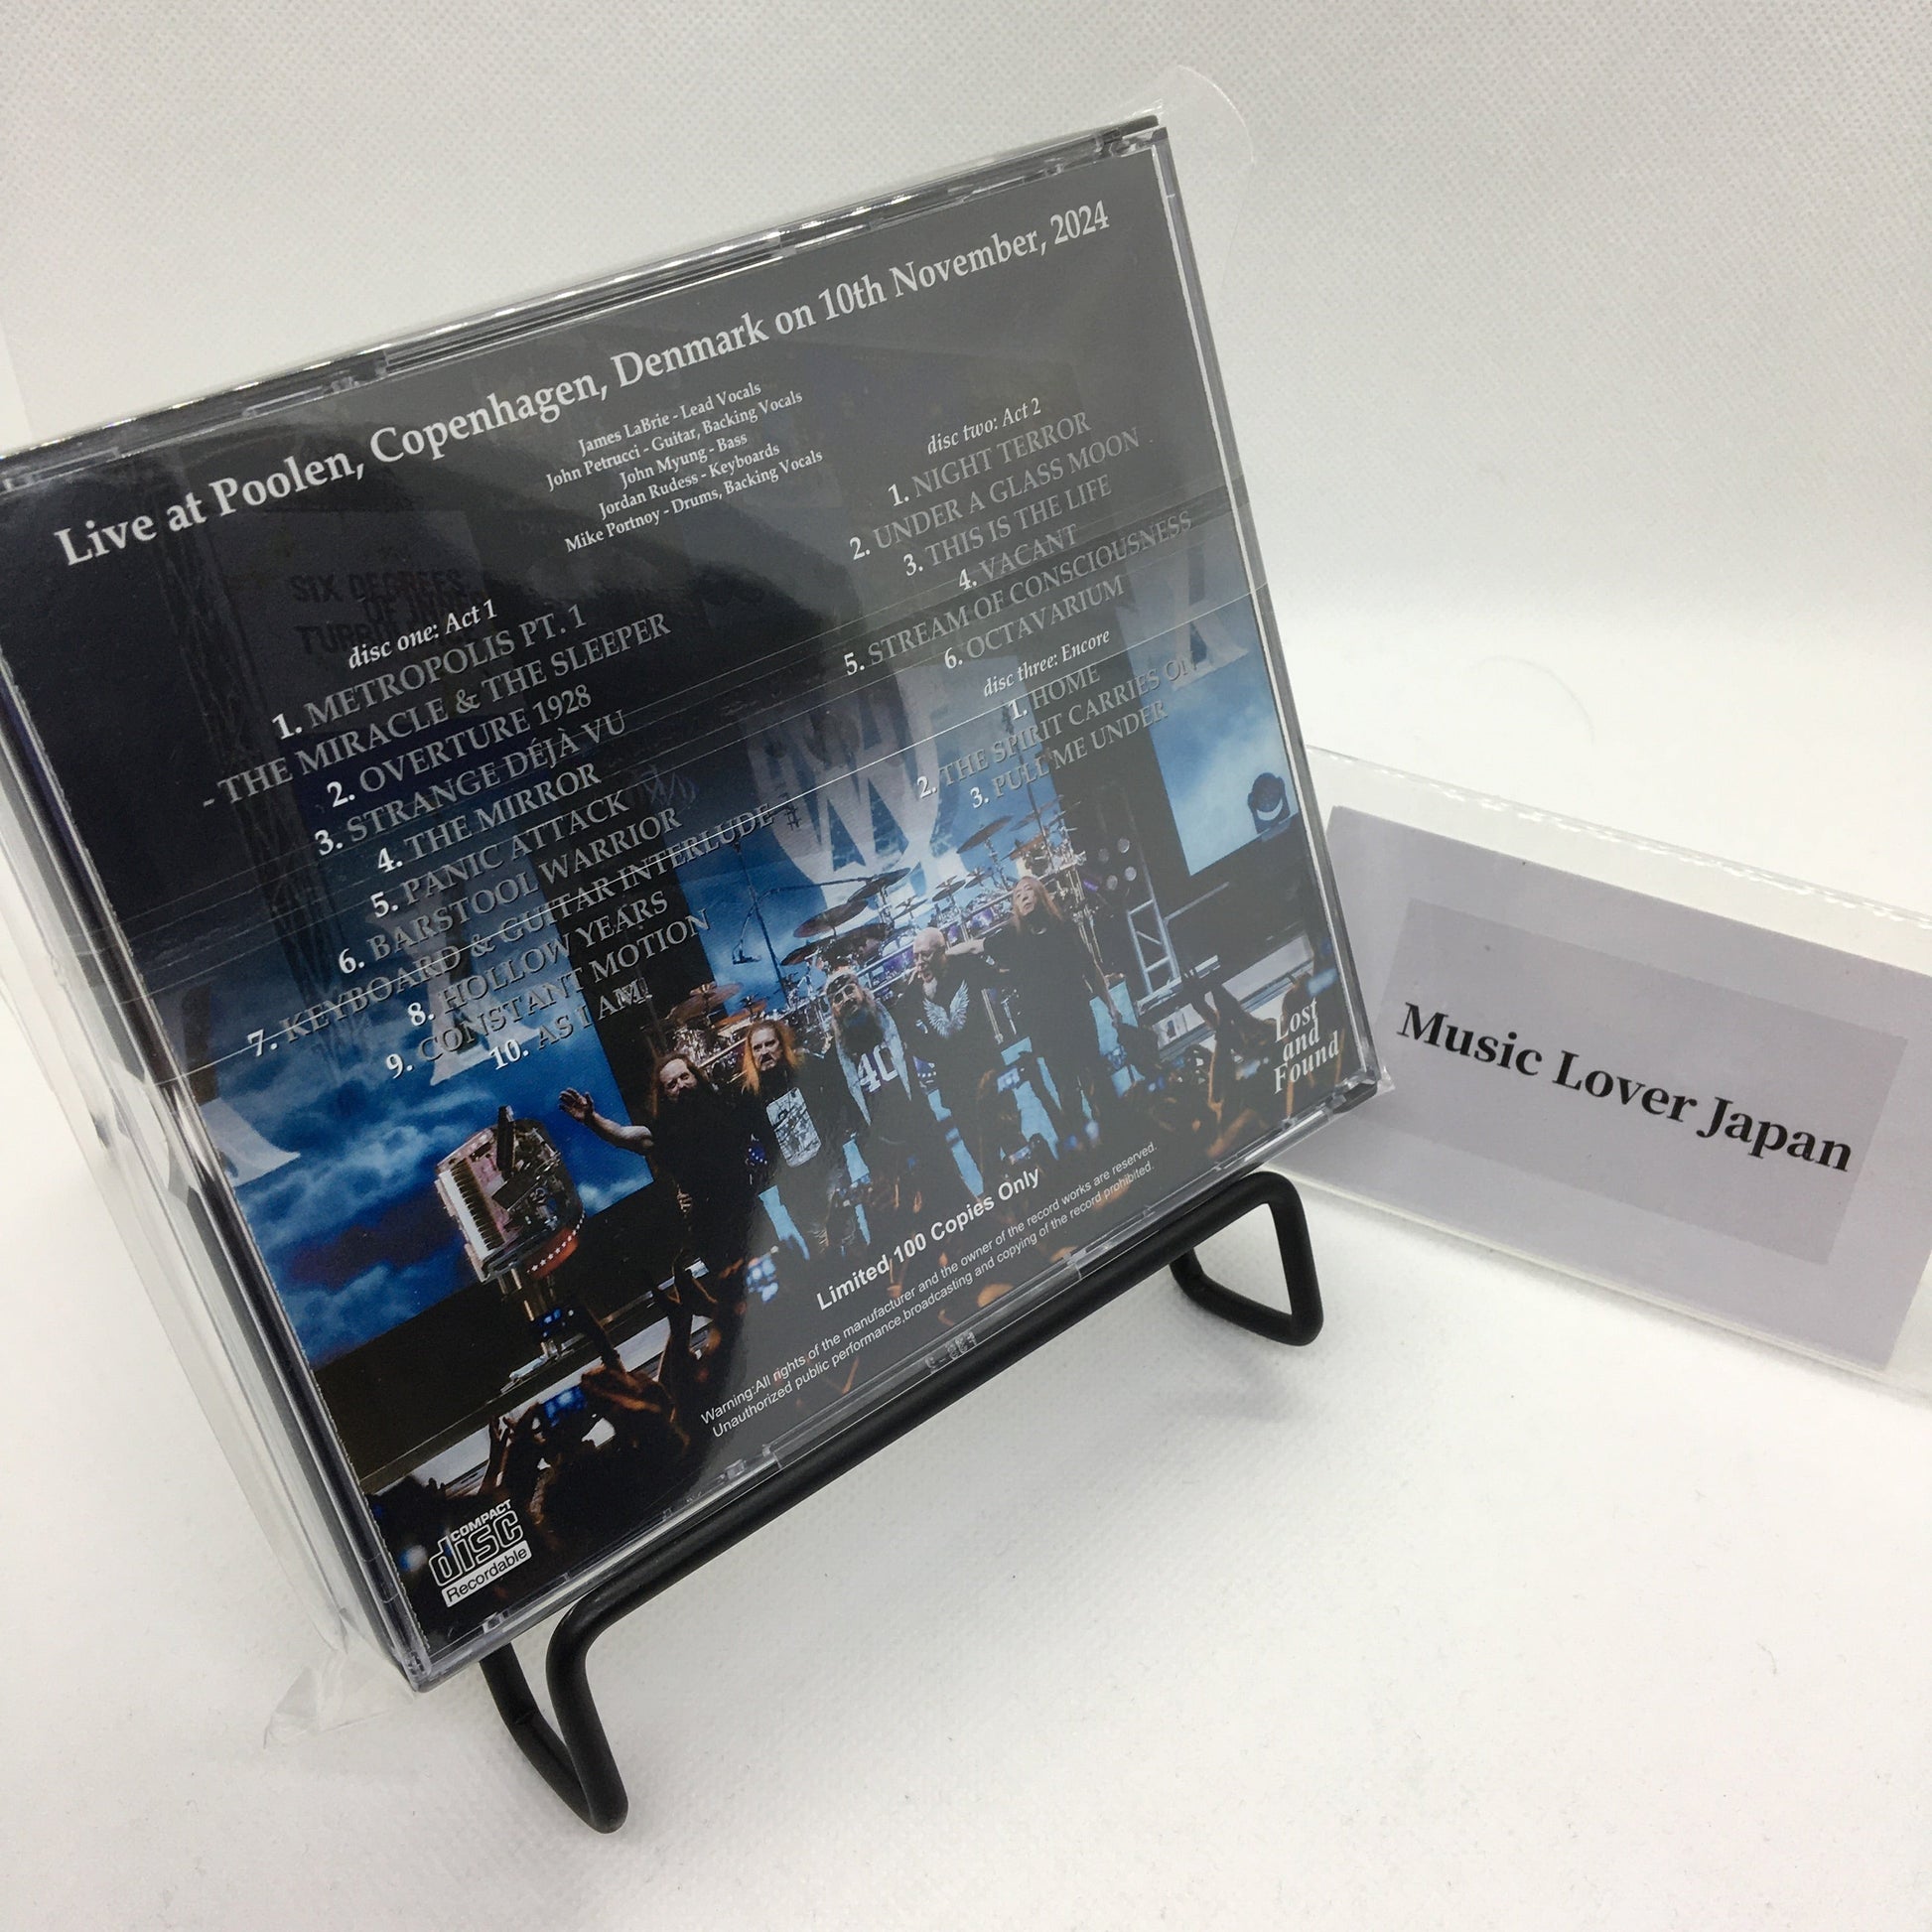 Live at Poolen, Copenhagen, Denmark on 10th November, 2024
James LaBrie - Lead Vocals
John Petrucci - Guitar, Backing Vocals
John Myung - Bass
Jordan Rudess - Keyboards
Mike Portnoy - Drums, Backing Vocals
disc one: Act 1
1. METROPOLIS PT. 1
- THE MIRACLE & THE SLEEPER
2. OVERTURE 1928
3. STRANGE DÉJÀ VU
4. THE MIRROR
5. PANIC ATTACK
6. BARSTOOL WARRIOR
7. KEYBOARD & GUITAR INTERLUDE #
8. HOLLOW YEARS
9. CONSTANT MOTION
10. AS I AM
disc two: Act 2
1. NIGHT TERROR
2. UNDER A GLASS MOON
3. THIS IS THE LIFE
4. VACANT
5. STREAM OF CONSCIOUSNESS
6. OCTAVARIUM
disc three: Encore
1. HOME
2. THE SPIRIT CARRIES ON
3. PULL ME UNDER
40
Lost
and
Found
Limited 100 Copies Only
Warning:All rights of the manufacturer and the owner of the record works are reserved.
Unauthorized public performance,broadcasting and copying of the record prohibited.
COMPACT
disc
Recordable
SIX DEGREES
OF INNER
Music Lover Japan